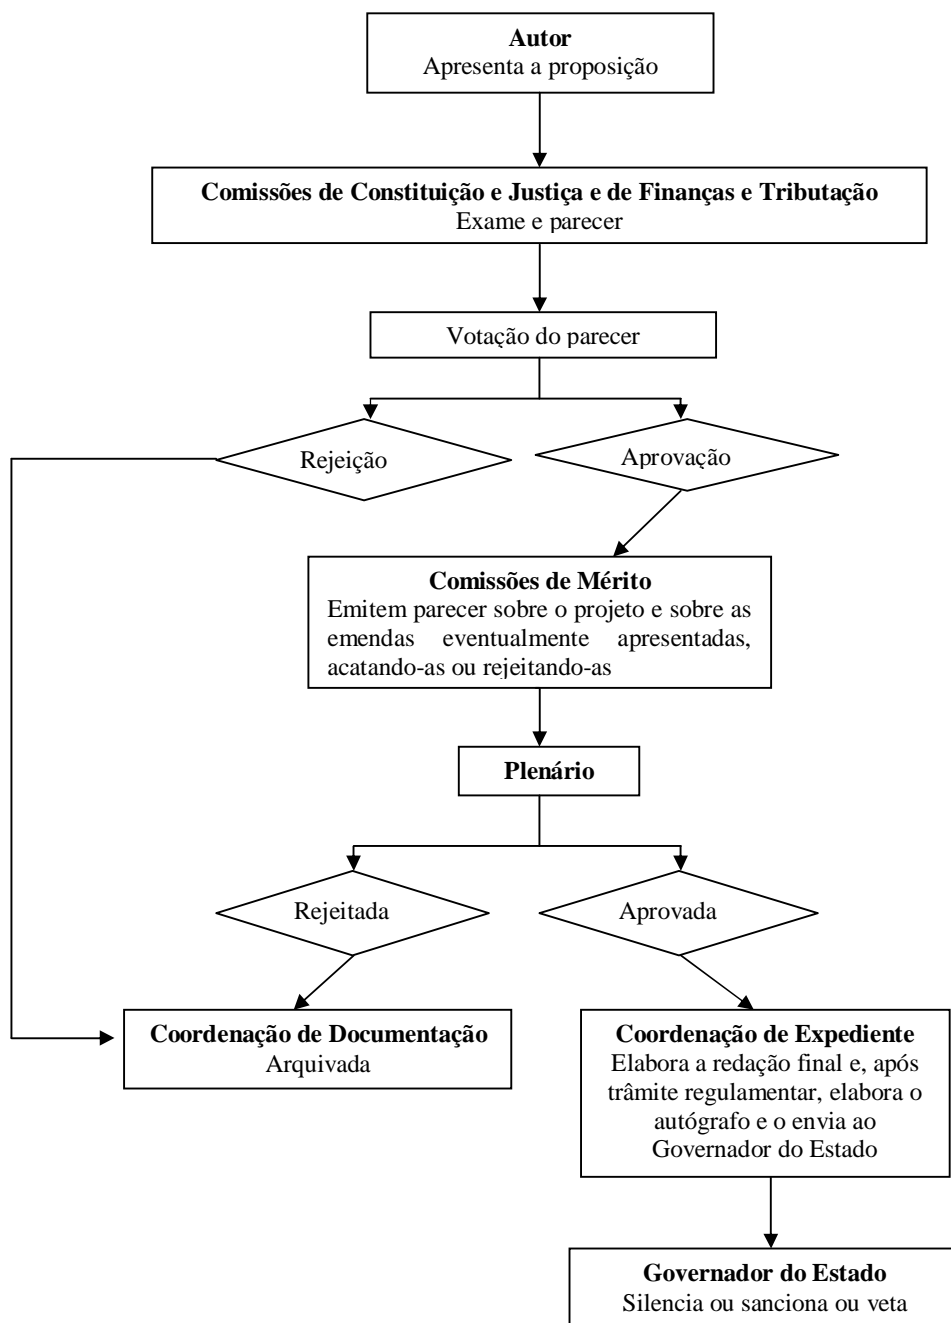 Autor
Apresenta a proposição
Comissões de Constituição e Justiça e de Finanças e Tributação
Exame e parecer
Votação do parecer
Rejeição
Aprovação
Comissões de Mérito
Emitem parecer sobre o projeto e sobre as
emendas eventualmente apresentadas,
acatando-as ou rejeitando-as
Plenário
Rejeitada
Aprovada
Coordenação de Documentação
Arquivada
Coordenação de Expediente
Elabora a redação final e, após
trâmite regulamentar, elabora o
autógrafo e o envia ao
Governador do Estado
Governador do Estado
Silencia ou sanciona ou veta